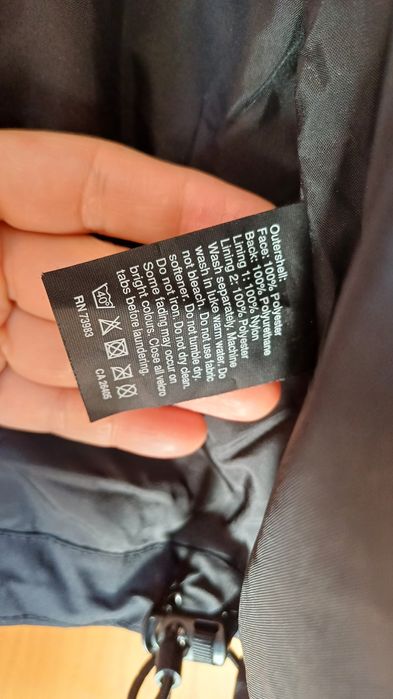 Outershell:
Face: 100% Polyester
Back: 100% Polyurethane
Lining 1: 100% Nylon
Lining 2: 100% Polyester
Wash separately. Machine
wash in luke warm water. Do
not bleach. Do not use fabric
softener. Do not tumble dry.
Do not iron. Do not dry clean.
Some fading may occur on
bright colours. Close all velcro
tabs before laundering.
40°
RN 73983 CA 26405